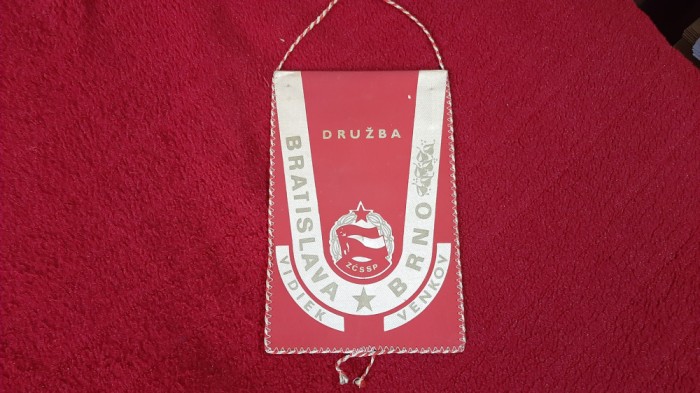 DRUŽBA
BRATISLAVA
BRNO
VIDIEK
VENKOV
ZČSSP